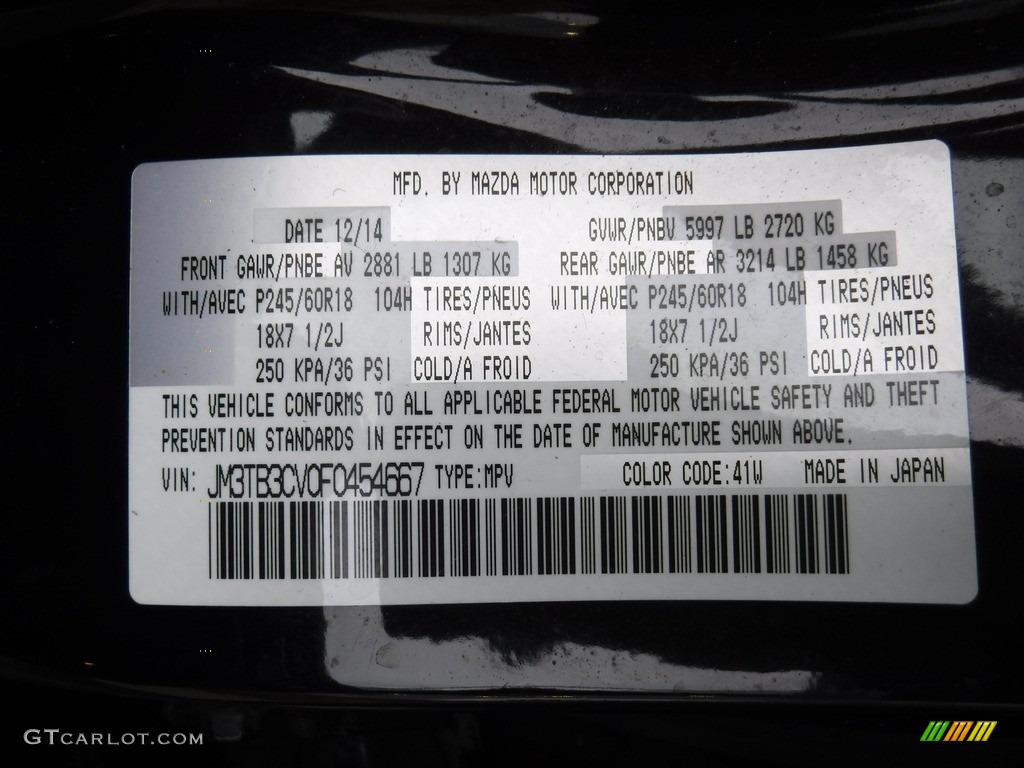 MFD. BY MAZDA MOTOR CORPORATION
DATE 12/14 GVWR/PNBV 5997 LB 2720 KG
FRONT GAWR/PNBE AV 2881 LB 1307 KG REAR GAWR/PNBE AR 3214 LB 1458 KG
WITH/AVEC P245/60R18 104H TIRES/PNEUS WITH/AVEC P245/60R18 104H TIRES/PNEUS
18X7 1/2J RIMS/JANTES 18X7 1/2J RIMS/JANTES
250 KPA/36 PSI COLD/A FROID 250 KPA/36 PSI COLD/A FROID
THIS VEHICLE CONFORMS TO ALL APPLICABLE FEDERAL MOTOR VEHICLE SAFETY AND THEFT
PREVENTION STANDARDS IN EFFECT ON THE DATE OF MANUFACTURE SHOWN ABOVE.
VIN: JM3TB3CV0F0454667 TYPE:MPV COLOR CODE:41W MADE IN JAPAN
GTCARLOT.COM